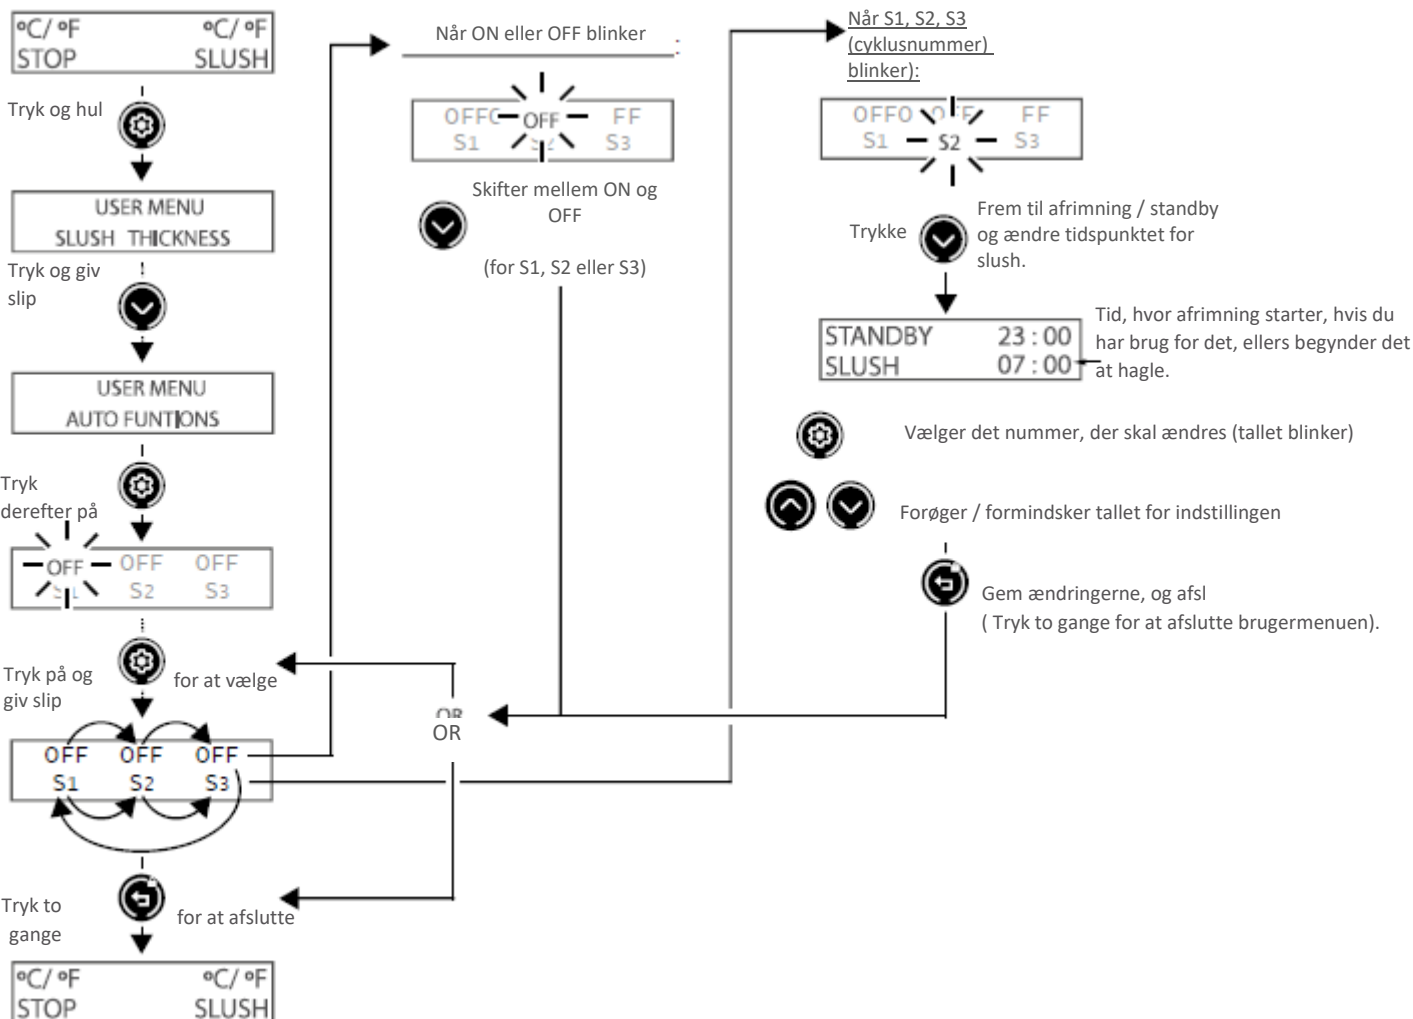 °C/ °F °C/ °F
STOP SLUSH
Tryk og hul
USER MENU
SLUSH THICKNESS
Tryk og giv
slip
USER MENU
AUTO FUNTIONS
Tryk
derefter på
OFF OFF OFF
S2 S3
Tryk på og
giv slip
for at vælge
OFF OFF OFF
S1 S2 S3
Tryk to
gange
for at afslutte
°C/ °F °C/ °F
STOP SLUSH
Når ON eller OFF blinker
:
OFF FF
S1 S3
Skifter mellem ON og
OFF
(for S1, S2 eller S3)
OR
OR
Når S1, S2, S3
(cyklusnummer)
blinker):
OFFO FF
S1 S2 S3
Trykke
Frem til afrimning / standby
og ændre tidspunktet for
slush.
STANDBY 23 : 00
SLUSH 07 : 00
Tid, hvor afrimning starter, hvis du
har brug for det, ellers begynder det
at hagle.
Vælger det nummer, der skal ændres (tallet blinker)
Forøger / formindsker tallet for indstillingen
Gem ændringerne, og afsl
( Tryk to gange for at afslutte brugermenuen).